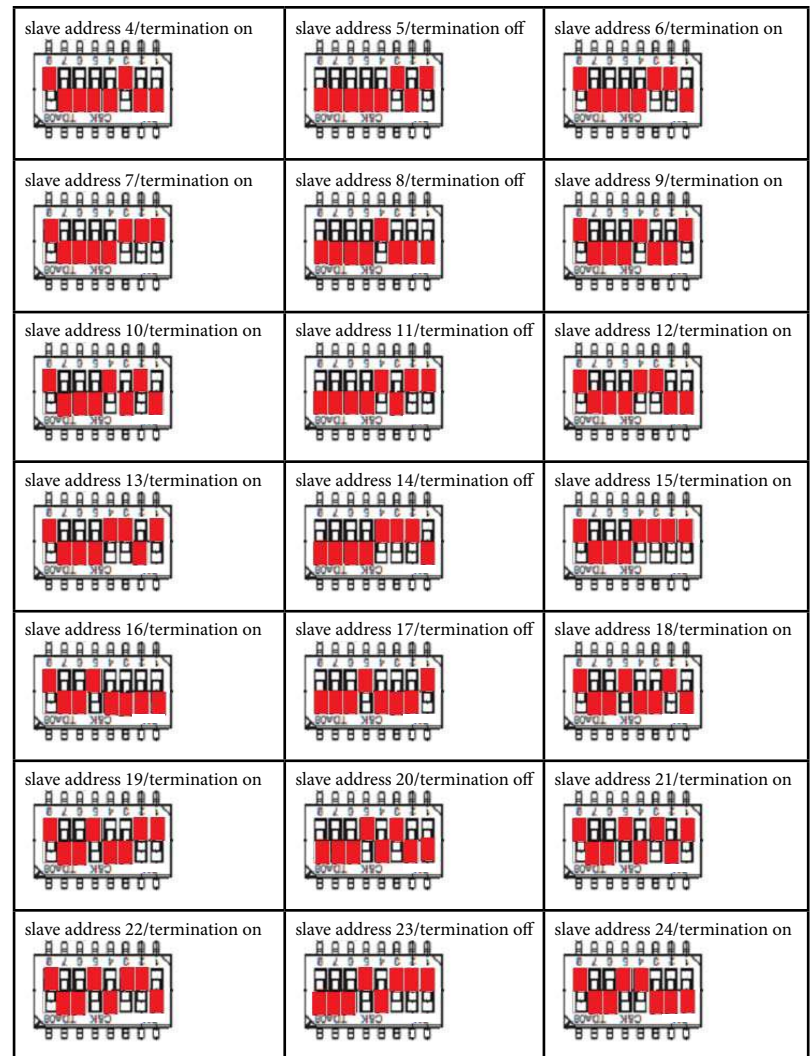 slave address 4/termination on
slave address 5/termination off
slave address 6/termination on
slave address 7/termination on
slave address 8/termination off
slave address 9/termination on
slave address 10/termination on
slave address 11/termination off
slave address 12/termination on
slave address 13/termination on
slave address 14/termination off
slave address 15/termination on
slave address 16/termination on
slave address 17/termination off
slave address 18/termination on
slave address 19/termination on
slave address 20/termination off
slave address 21/termination on
slave address 22/termination on
slave address 23/termination off
slave address 24/termination on